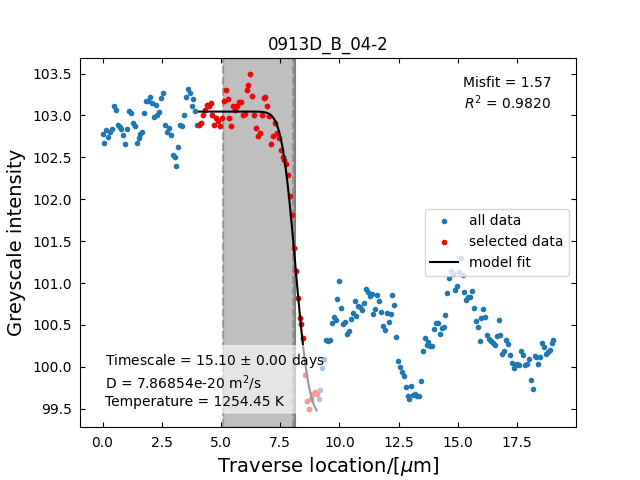 0913D_B_04-2
Misfit = 1.57
R² = 0.9820
Greyscale intensity
103.5
103.0
102.5
102.0
101.5
101.0
100.5
100.0
99.5
all data
selected data
model fit
Timescale = 15.10 ± 0.00 days
D = 7.86854e-20 m²/s
Temperature = 1254.45 K
0.0 2.5 5.0 7.5 10.0 12.5 15.0 17.5
Traverse location/[μm]